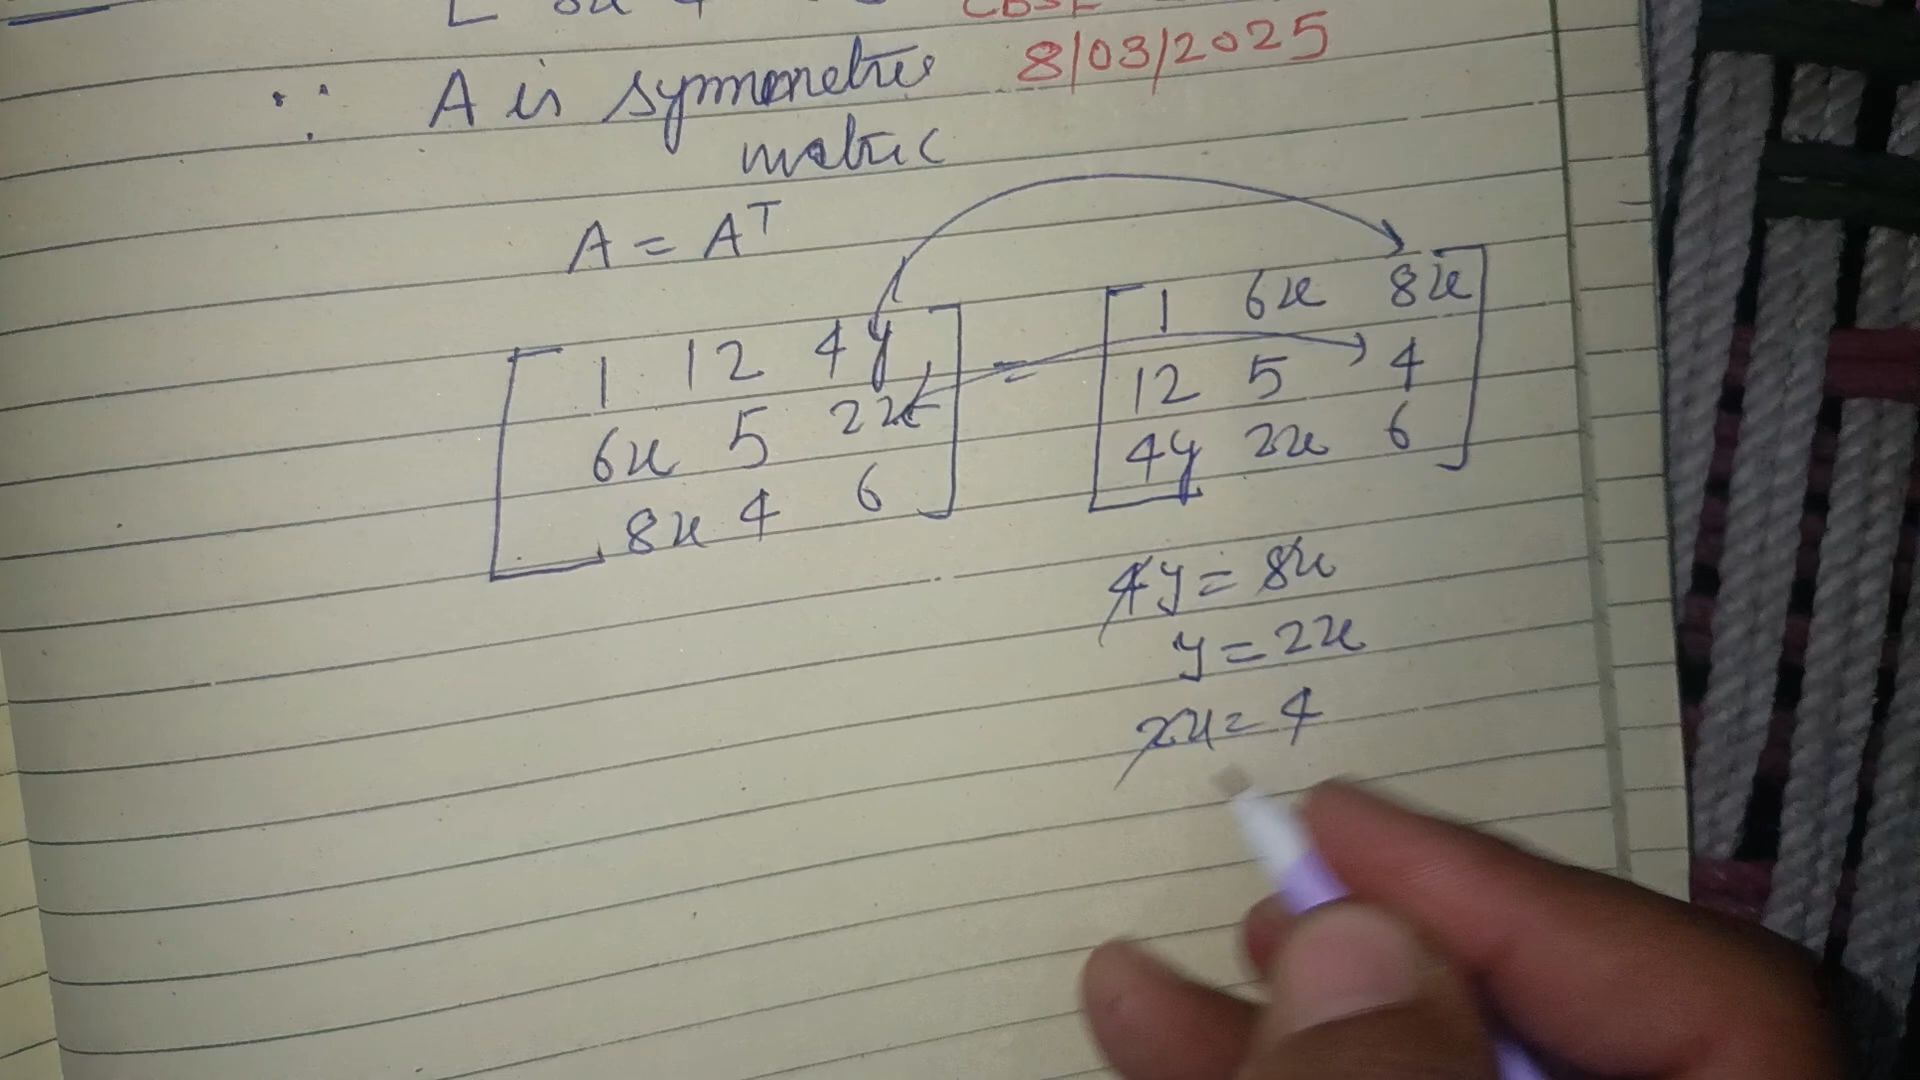 CBSE
∵ A is symmetric 8/03/2025
matric
A = Aᵀ
[ 1 12 4y ] = [ 1 6x 8x ]
[ 6x 5 2x ] [ 12 5 4 ]
[ 8x 4 6 ] [ 4y 2x 6 ]
4y = 8x
y = 2x
2x = 4